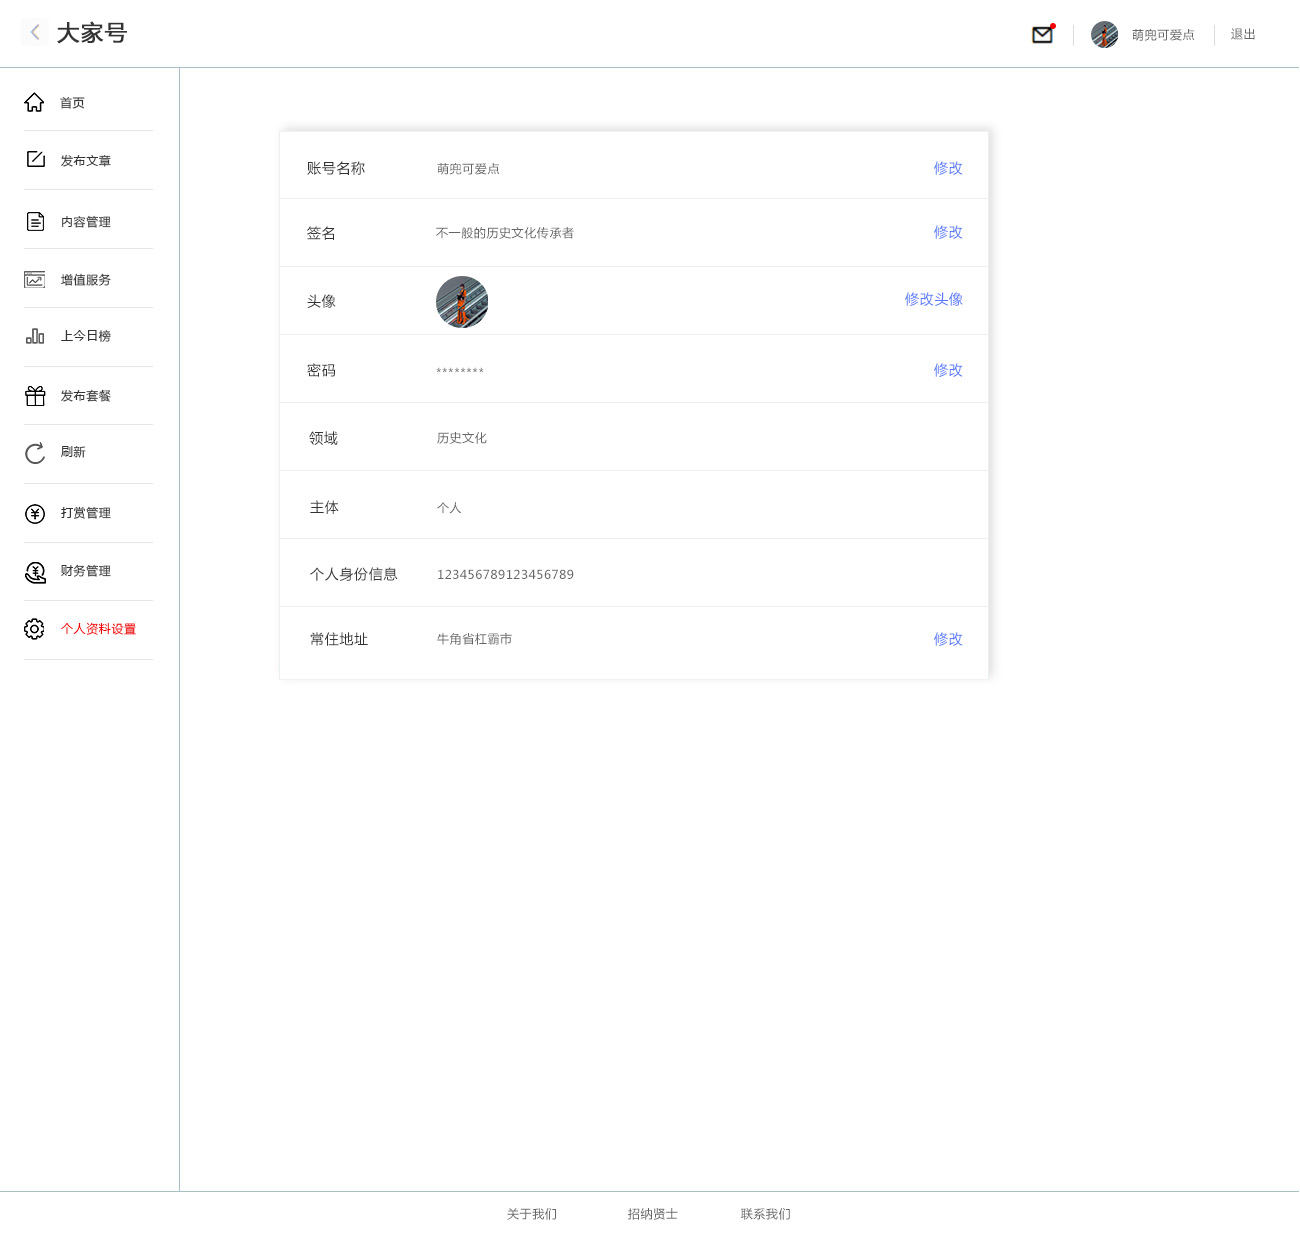 大家号
萌兜可爱点
退出
首页
发布文章
内容管理
增值服务
上今日榜
发布套餐
刷新
打赏管理
财务管理
个人资料设置
账号名称 萌兜可爱点 修改
签名 不一般的历史文化传承者 修改
头像 修改头像
密码 ******** 修改
领域 历史文化
主体 个人
个人身份信息 123456789123456789
常住地址 牛角省杠霸市 修改
关于我们 招纳贤士 联系我们